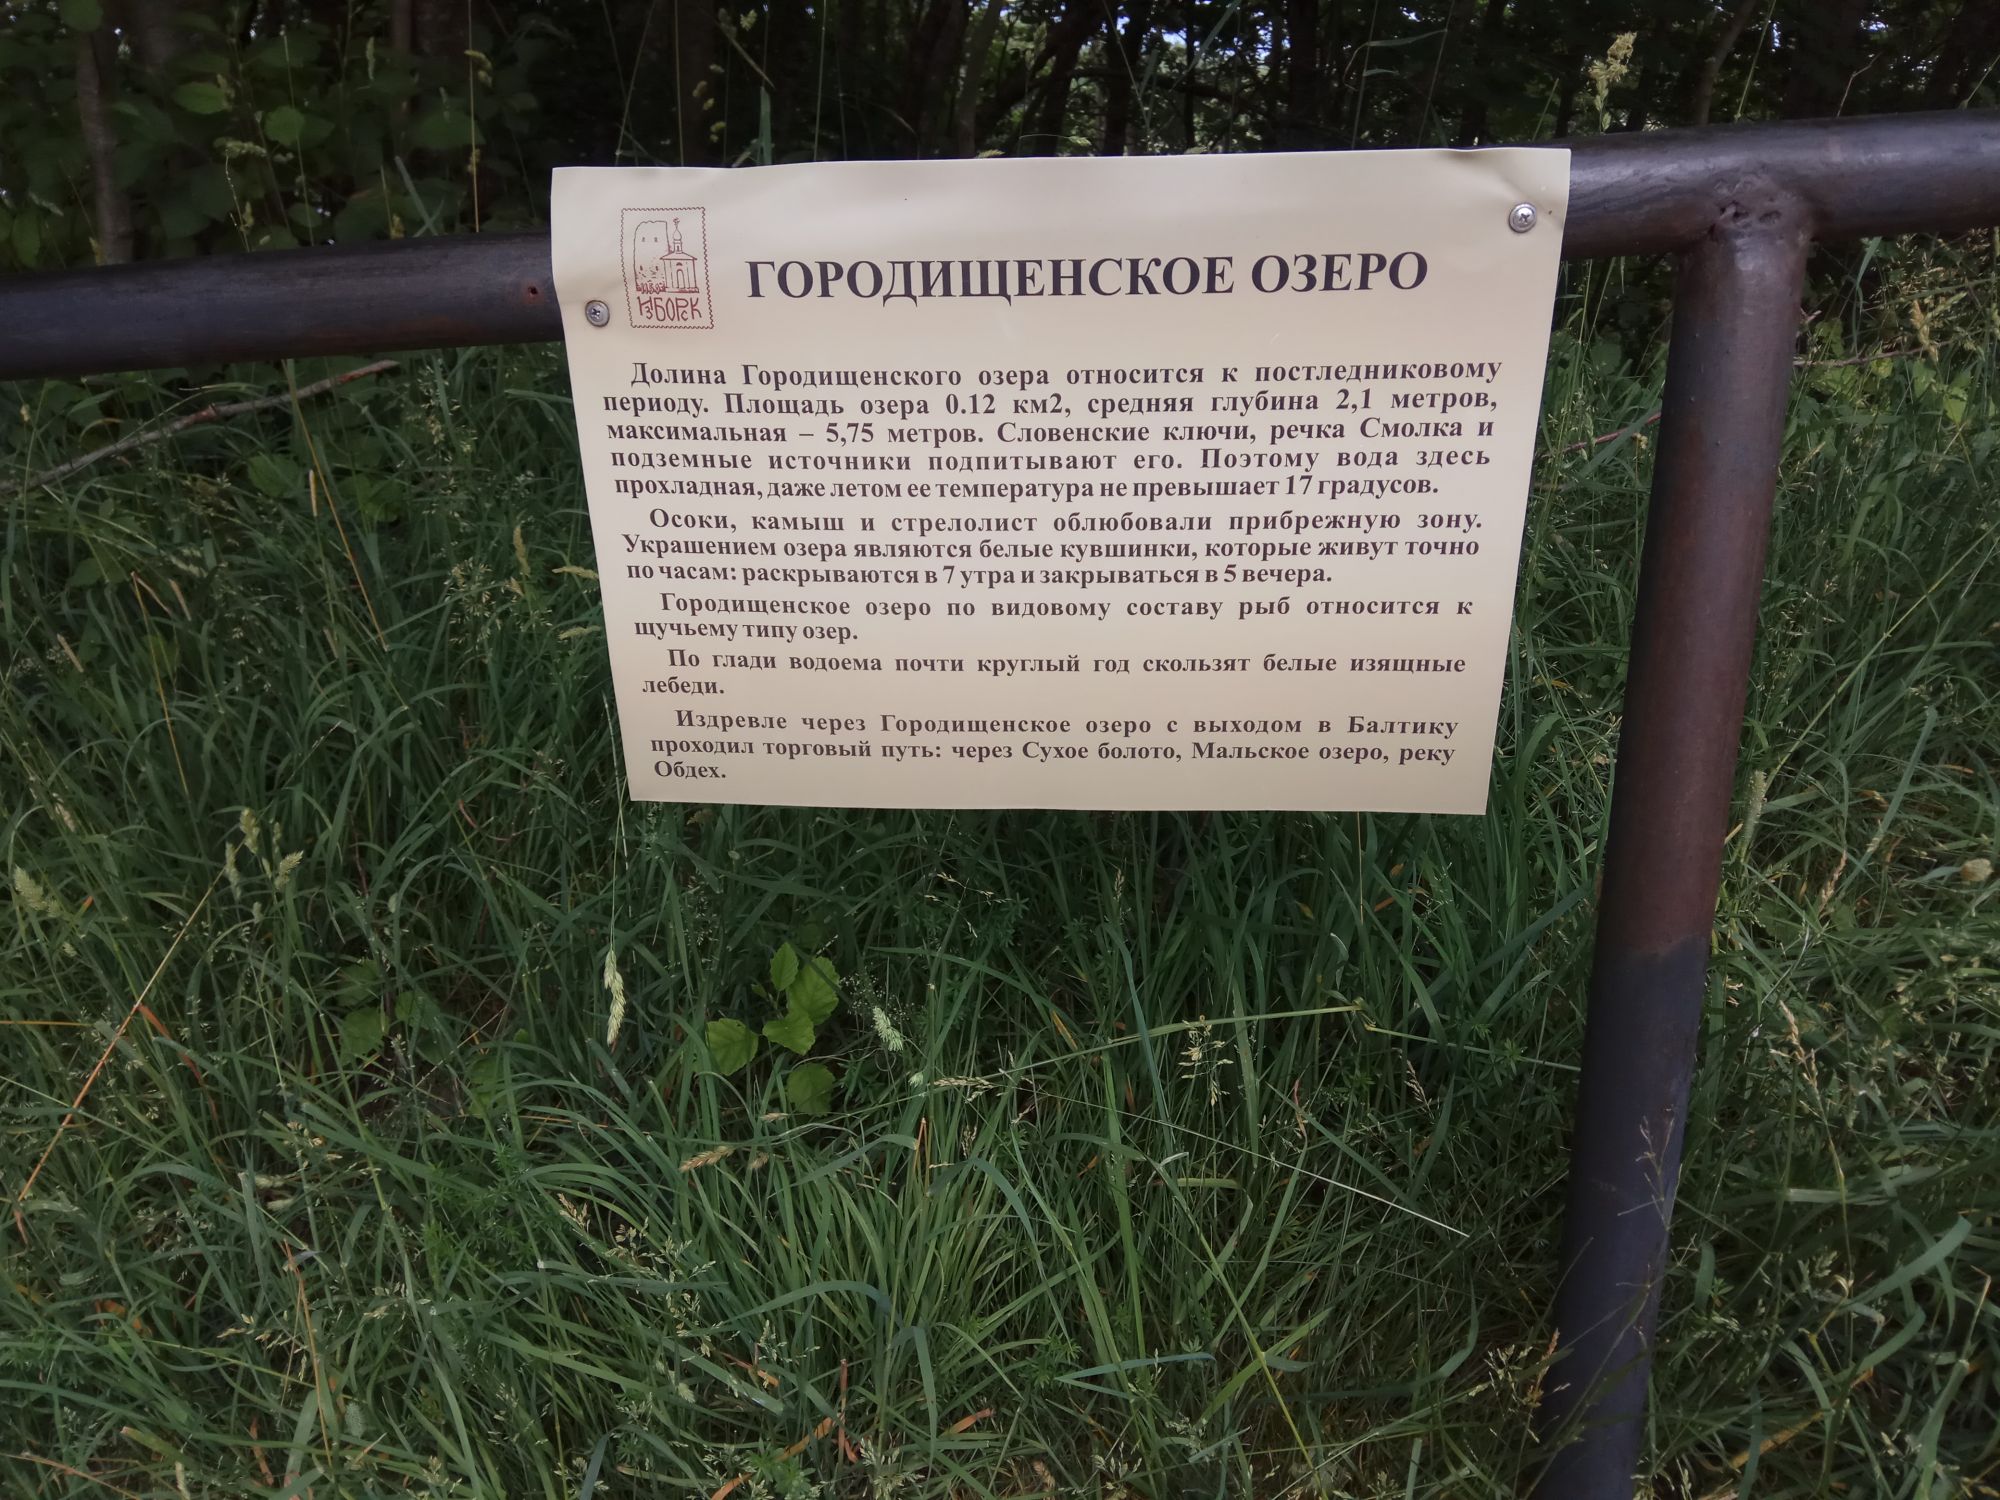 ИЗБОРСК
ГОРОДИЩЕНСКОЕ ОЗЕРО
Долина Городищенского озера относится к постледниковому
периоду. Площадь озера 0.12 км2, средняя глубина 2,1 метров,
максимальная – 5,75 метров. Словенские ключи, речка Смолка и
подземные источники подпитывают его. Поэтому вода здесь
прохладная, даже летом ее температура не превышает 17 градусов.
Осоки, камыш и стрелолист облюбовали прибрежную зону.
Украшением озера являются белые кувшинки, которые живут точно
по часам: раскрываются в 7 утра и закрываться в 5 вечера.
Городищенское озеро по видовому составу рыб относится к
щучьему типу озер.
По глади водоема почти круглый год скользят белые изящные
лебеди.
Издревле через Городищенское озеро с выходом в Балтику
проходил торговый путь: через Сухое болото, Мальское озеро, реку
Обдех.